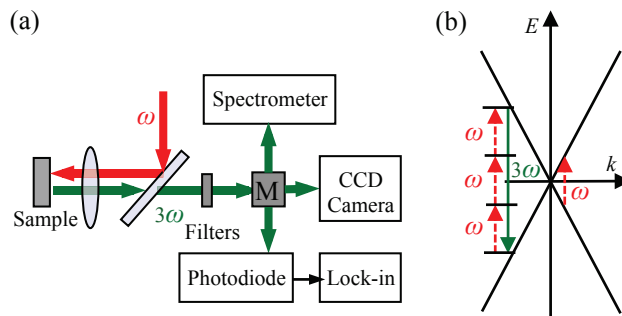 (a)
ω
Spectrometer
Sample
3ω
Filters
M
CCD
Camera
Photodiode
Lock-in
(b)
E
k
ω
ω
ω
3ω
ω